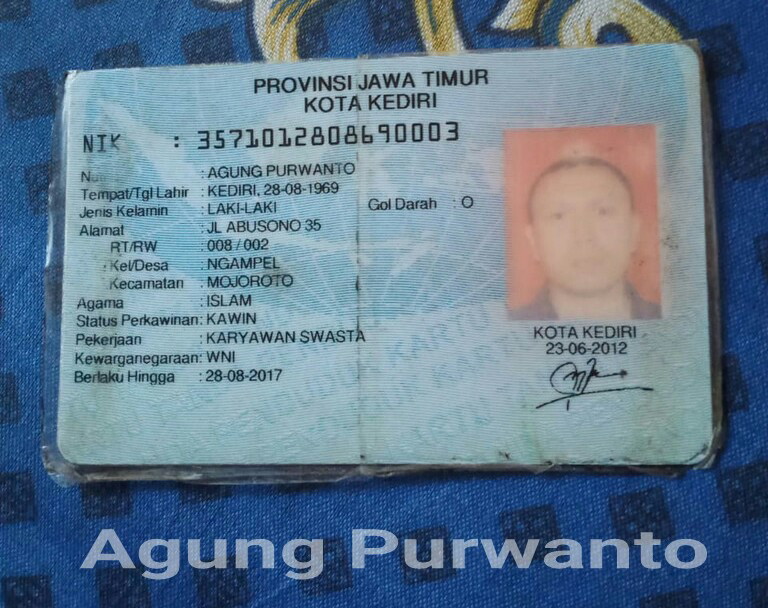 PROVINSI JAWA TIMUR
KOTA KEDIRI
NIK : 3571012808690003
: AGUNG PURWANTO
Tempat/Tgl Lahir : KEDIRI, 28-08-1969
Jenis Kelamin : LAKI-LAKI Gol Darah : O
Alamat : JL ABUSONO 35
RT/RW : 008 / 002
Kel/Desa : NGAMPEL
Kecamatan : MOJOROTO
Agama : ISLAM
Status Perkawinan: KAWIN
Pekerjaan : KARYAWAN SWASTA
Kewarganegaraan: WNI
Berlaku Hingga : 28-08-2017
KOTA KEDIRI
23-06-2012
Agung Purwanto